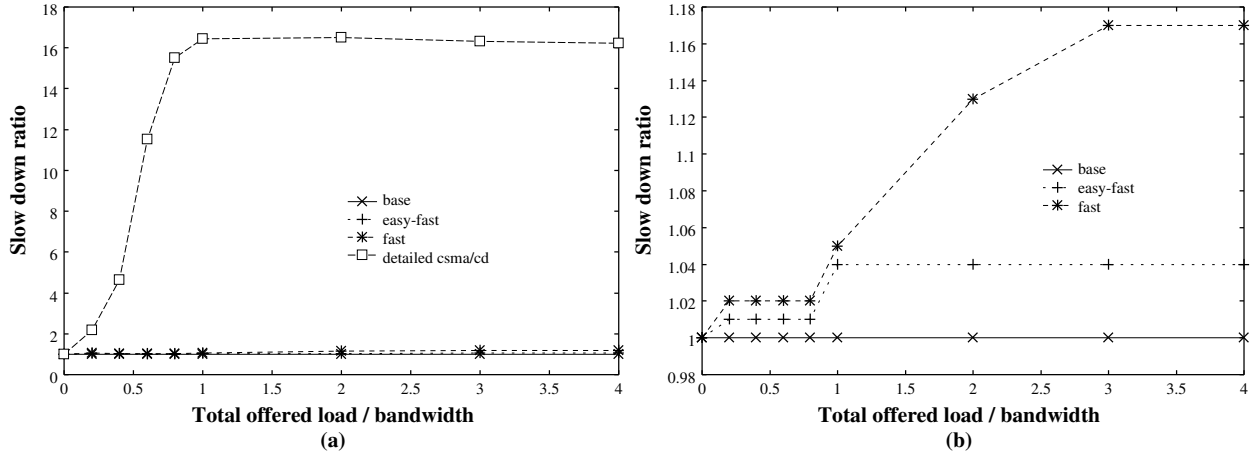 18
16
14
12
10
8
6
4
2
1
0
Slow down ratio
base
easy-fast
fast
detailed csma/cd
0 0.5 1 1.5 2 2.5 3 3.5 4
Total offered load / bandwidth
(a)
1.18
1.16
1.14
1.12
1.11
1.08
1.06
1.04
1.02
1
0.98
Slow down ratio
base
easy-fast
fast
0 0.5 1 1.5 2 2.5 3 3.5 4
Total offered load / bandwidth
(b)